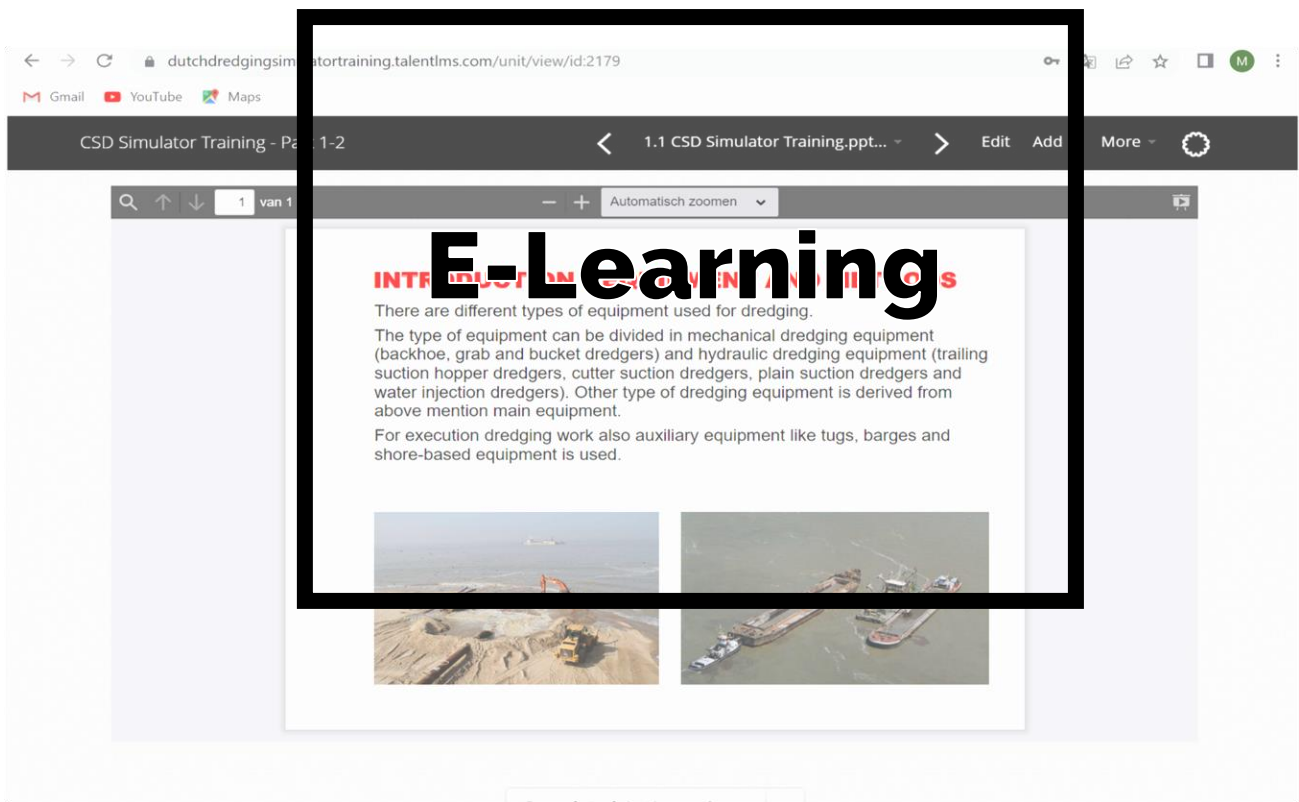 dutchdredgingsim atortraining.talentlms.com/unit/view/id:2179
M
Gmail YouTube Maps
CSD Simulator Training - Pa 1-2 1.1 CSD Simulator Training.ppt... Edit Add More
1 van 1 Automatisch zoomen
E-Learning
There are different types of equipment used for dredging.
The type of equipment can be divided in mechanical dredging equipment
(backhoe, grab and bucket dredgers) and hydraulic dredging equipment (trailing
suction hopper dredgers, cutter suction dredgers, plain suction dredgers and
water injection dredgers). Other type of dredging equipment is derived from
above mention main equipment.
For execution dredging work also auxiliary equipment like tugs, barges and
shore-based equipment is used.